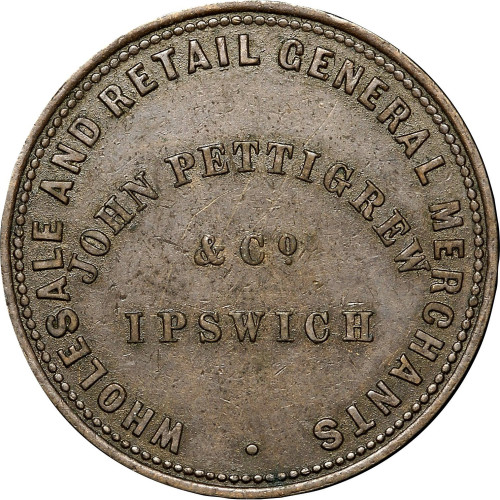 WHOLESALE AND RETAIL GENERAL MERCHANTS
JOHN PETTIGREW
& Co
IPSWICH